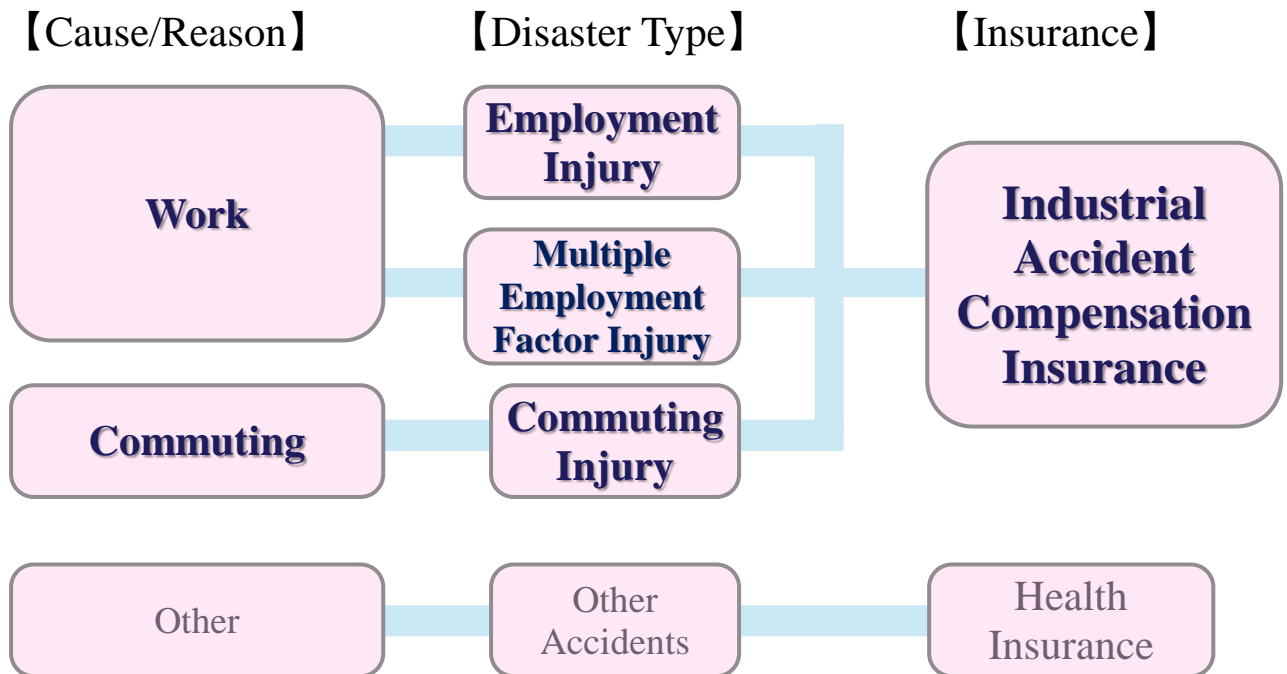 【Cause/Reason】
【Disaster Type】
【Insurance】
Work
Employment
Injury
Multiple
Employment
Factor Injury
Industrial
Accident
Compensation
Insurance
Commuting
Commuting
Injury
Other
Other
Accidents
Health
Insurance